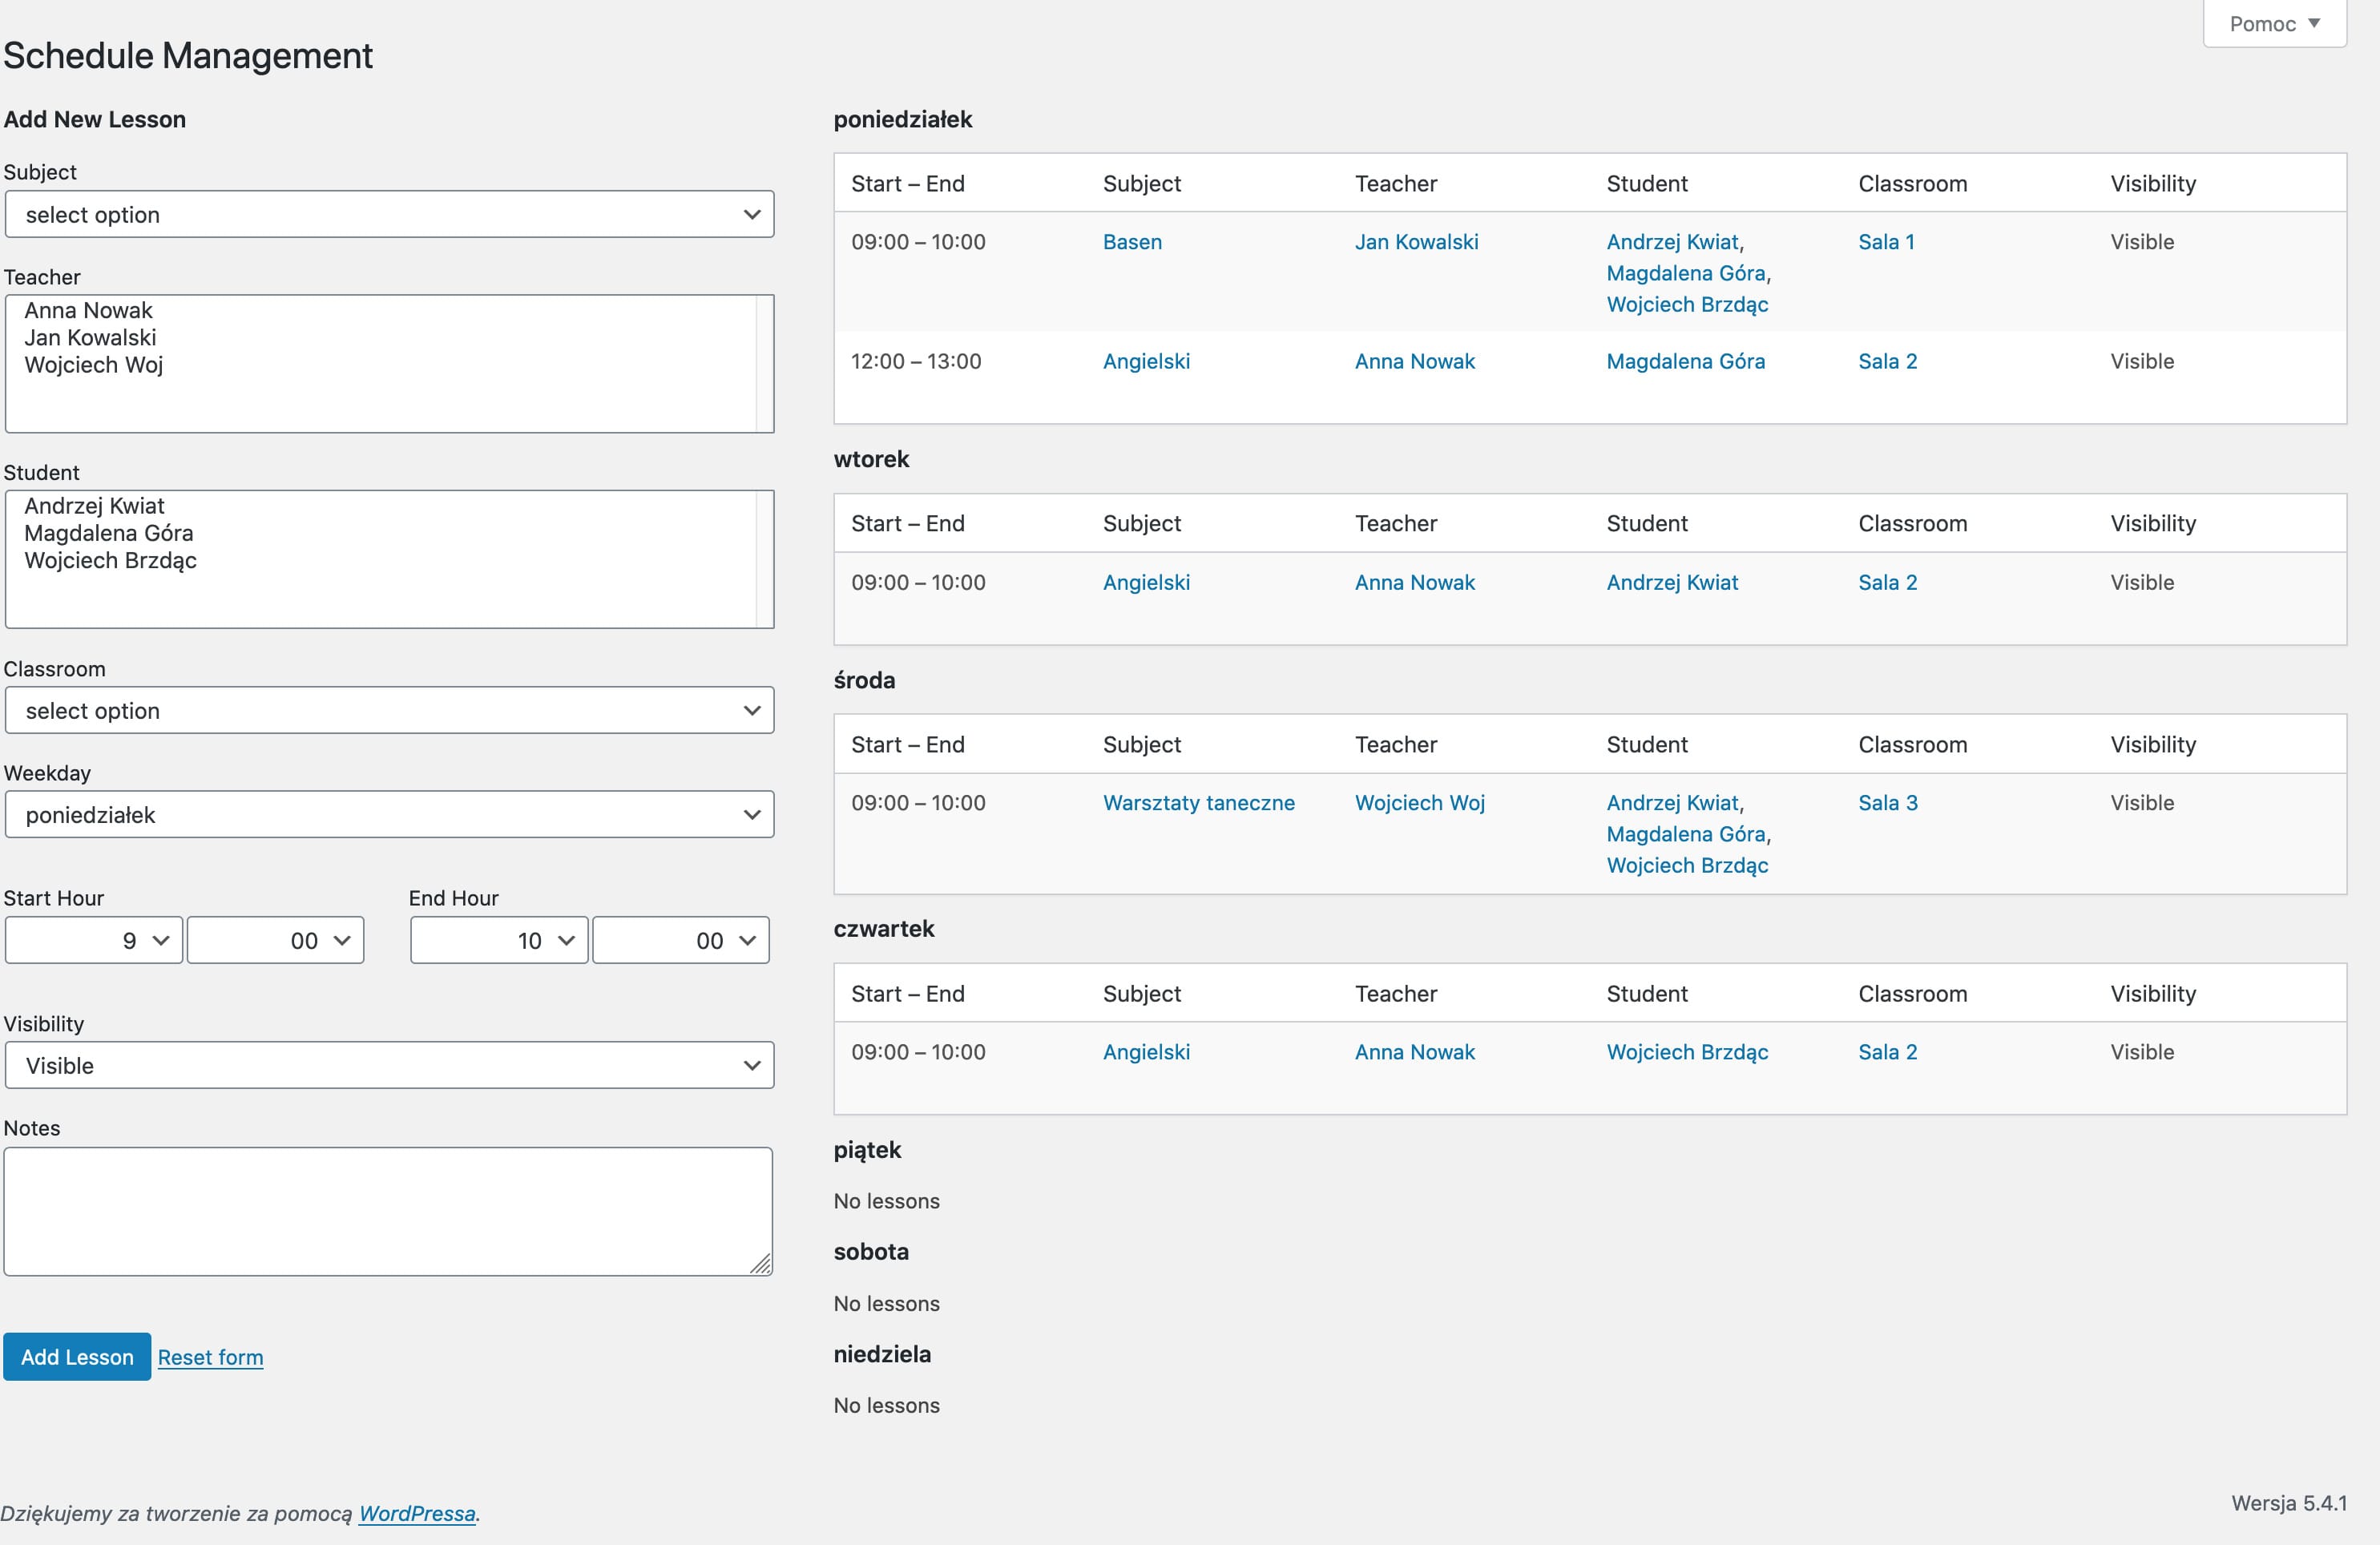 Pomoc
Schedule Management
Add New Lesson
Subject
select option
Teacher
Anna Nowak
Jan Kowalski
Wojciech Woj
Student
Andrzej Kwiat
Magdalena Góra
Wojciech Brzdąc
Classroom
select option
Weekday
poniedziałek
Start Hour End Hour
9 00 10 00
Visibility
Visible
Notes
Add Lesson Reset form
poniedziałek
Start – End Subject Teacher Student Classroom Visibility
09:00 – 10:00 Basen Jan Kowalski Andrzej Kwiat, Sala 1 Visible
Magdalena Góra,
Wojciech Brzdąc
12:00 – 13:00 Angielski Anna Nowak Magdalena Góra Sala 2 Visible
wtorek
Start – End Subject Teacher Student Classroom Visibility
09:00 – 10:00 Angielski Anna Nowak Andrzej Kwiat Sala 2 Visible
środa
Start – End Subject Teacher Student Classroom Visibility
09:00 – 10:00 Warsztaty taneczne Wojciech Woj Andrzej Kwiat, Sala 3 Visible
Magdalena Góra,
Wojciech Brzdąc
czwartek
Start – End Subject Teacher Student Classroom Visibility
09:00 – 10:00 Angielski Anna Nowak Wojciech Brzdąc Sala 2 Visible
piątek
No lessons
sobota
No lessons
niedziela
No lessons
Dziękujemy za tworzenie za pomocą WordPressa.
Wersja 5.4.1